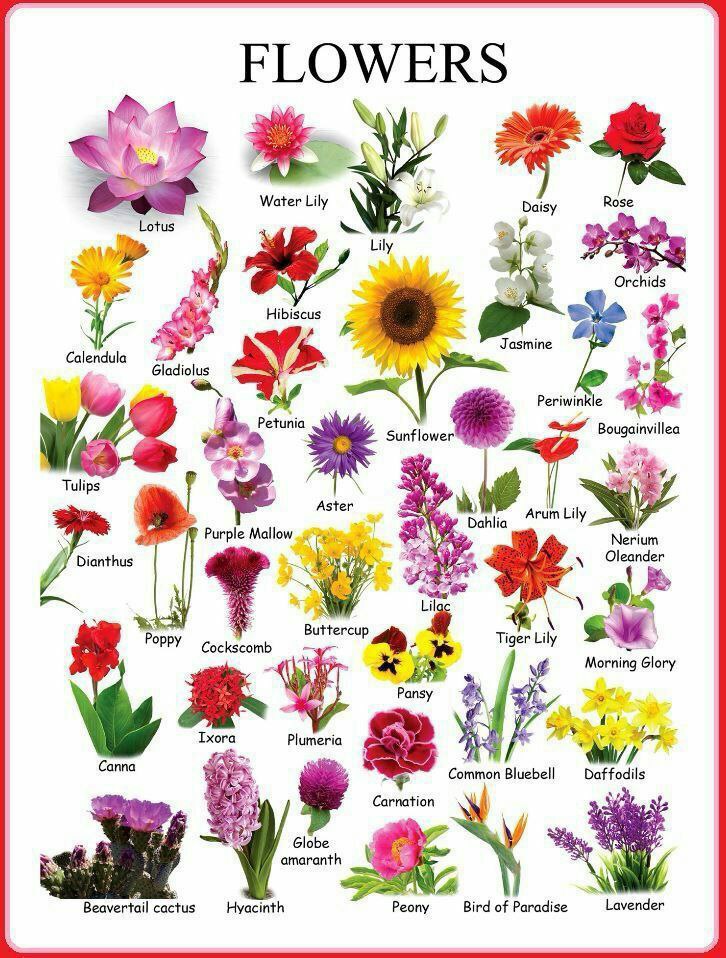 FLOWERS
Lotus
Water Lily
Lily
Daisy
Rose
Calendula
Gladiolus
Hibiscus
Petunia
Sunflower
Jasmine
Orchids
Periwinkle
Bougainvillea
Tulips
Purple Mallow
Aster
Dahlia
Arum Lily
Nerium
Oleander
Dianthus
Poppy
Cockscomb
Buttercup
Lilac
Tiger Lily
Morning Glory
Canna
Ixora
Plumeria
Pansy
Carnation
Common Bluebell
Daffodils
Beavertail cactus
Hyacinth
Globe
amaranth
Peony
Bird of Paradise
Lavender